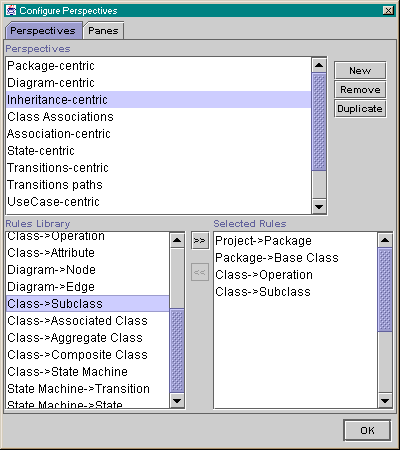 Configure Perspectives
Perspectives
Panes
Perspectives
Package-centric
Diagram-centric
Inheritance-centric
Class Associations
Association-centric
State-centric
Transitions-centric
Transitions paths
UseCase-centric
New
Remove
Duplicate
Rules Library
Class->Operation
Class->Attribute
Diagram->Node
Diagram->Edge
Class->Subclass
Class->Associated Class
Class->Aggregate Class
Class->Composite Class
Class->State Machine
State Machine->Transition
State Machine->State
>>
<<
Selected Rules
Project->Package
Package->Base Class
Class->Operation
Class->Subclass
OK